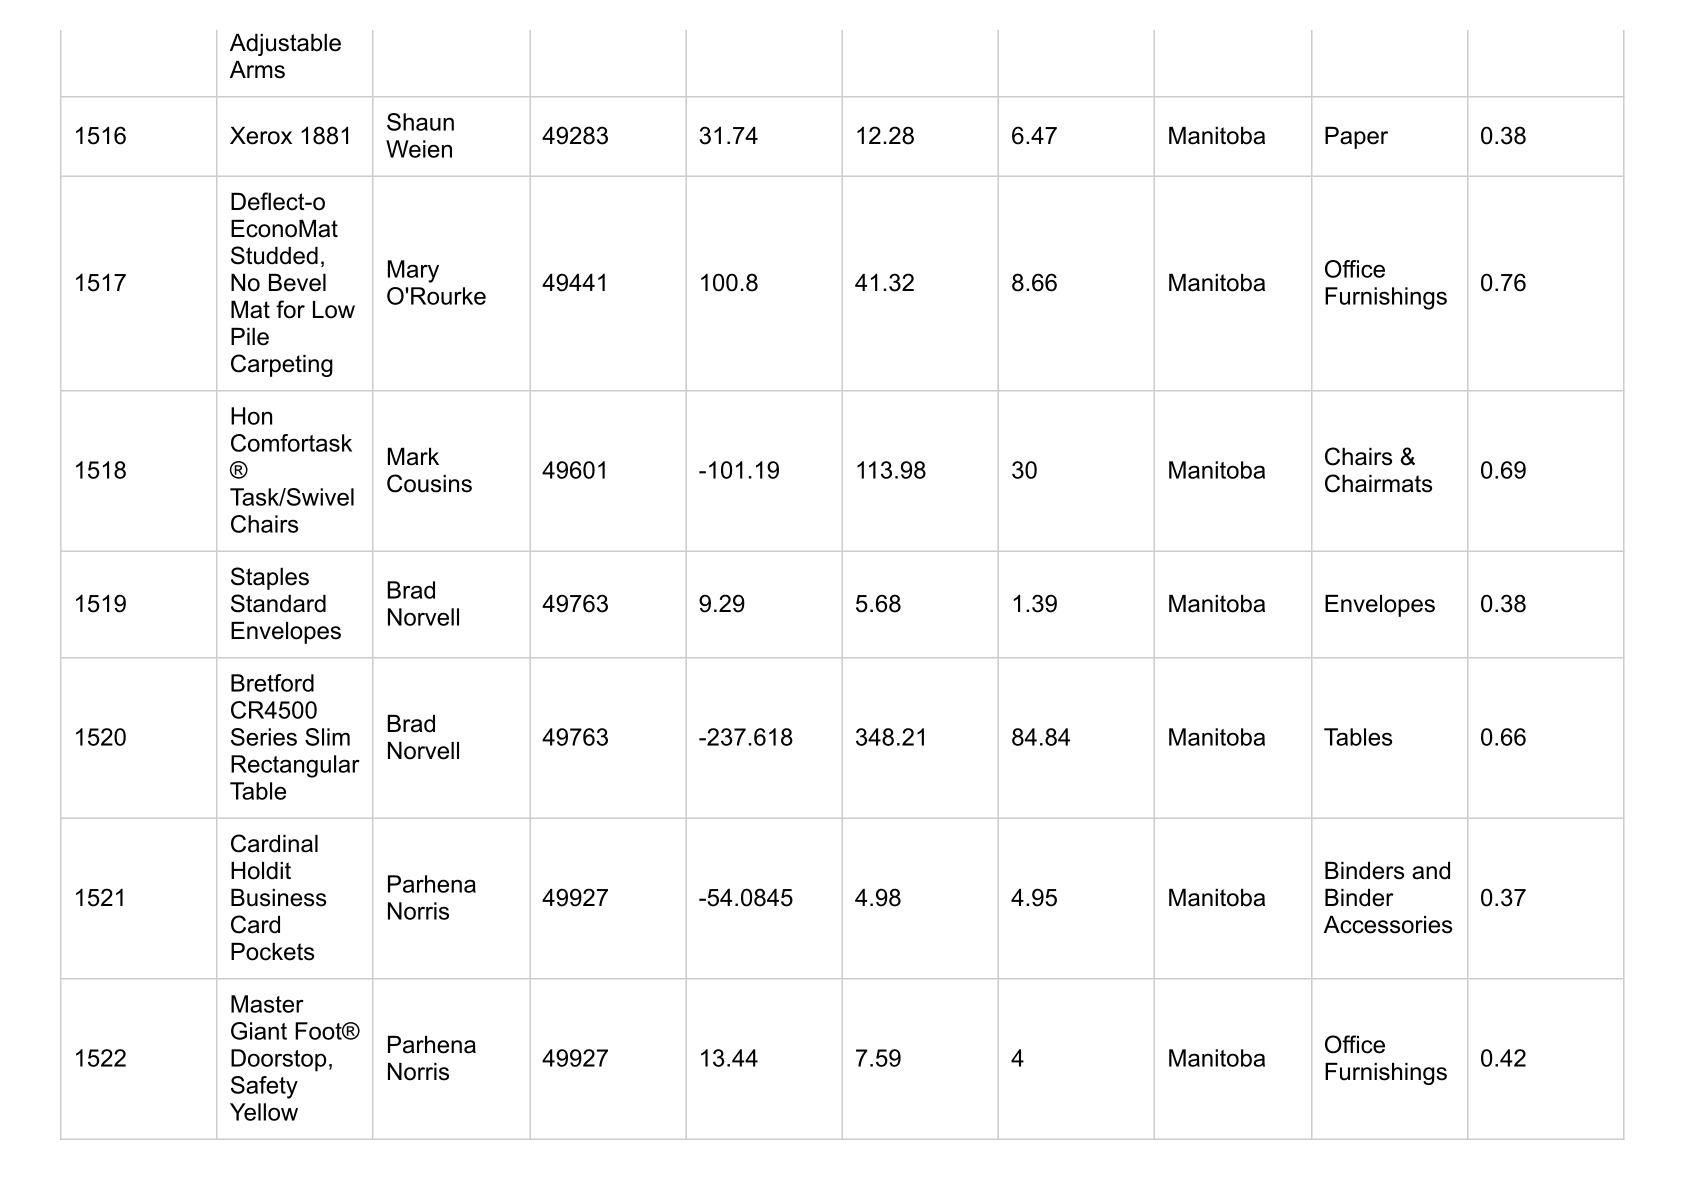 Adjustable
Arms
1516
Xerox 1881
Shaun
Weien
49283
31.74
12.28
6.47
Manitoba
Paper
0.38
1517
Deflect-o
EconoMat
Studded,
No Bevel
Mat for Low
Pile
Carpeting
Mary
O'Rourke
49441
100.8
41.32
8.66
Manitoba
Office
Furnishings
0.76
1518
Hon
Comfortask
®
Task/Swivel
Chairs
Mark
Cousins
49601
-101.19
113.98
30
Manitoba
Chairs &
Chairmats
0.69
1519
Staples
Standard
Envelopes
Brad
Norvell
49763
9.29
5.68
1.39
Manitoba
Envelopes
0.38
1520
Bretford
CR4500
Series Slim
Rectangular
Table
Brad
Norvell
49763
-237.618
348.21
84.84
Manitoba
Tables
0.66
1521
Cardinal
Holdit
Business
Card
Pockets
Parhena
Norris
49927
-54.0845
4.98
4.95
Manitoba
Binders and
Binder
Accessories
0.37
1522
Master
Giant Foot®
Doorstop,
Safety
Yellow
Parhena
Norris
49927
13.44
7.59
4
Manitoba
Office
Furnishings
0.42